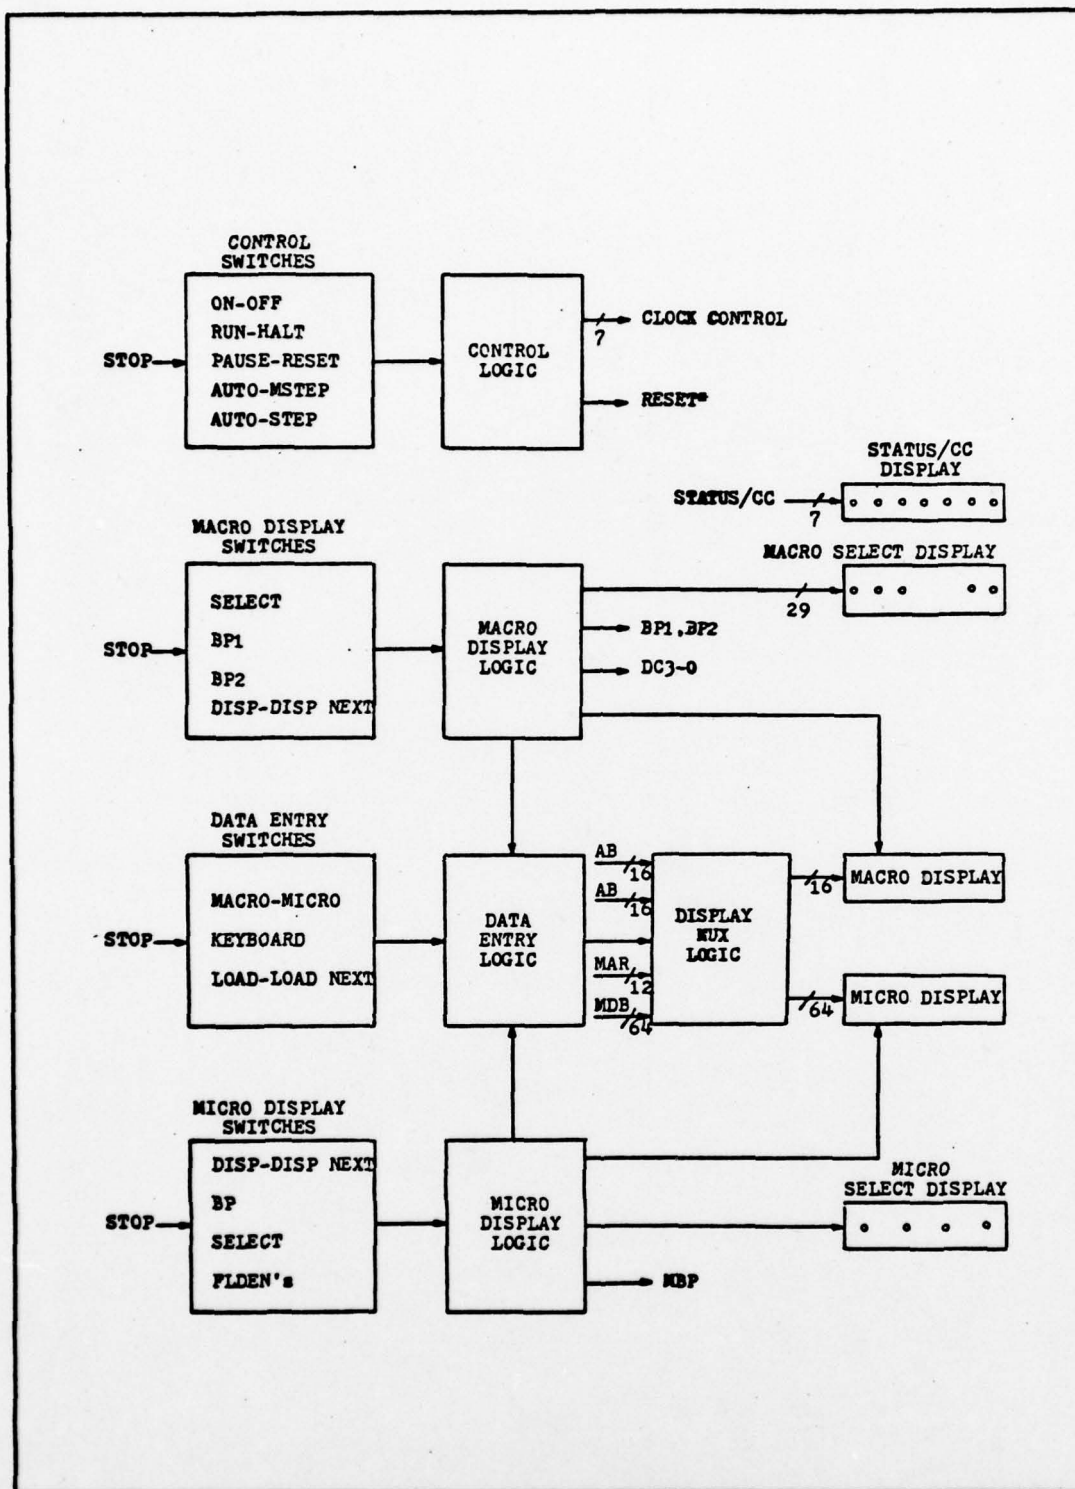 CONTROL
SWITCHES
ON-OFF
RUN-HALT
STOP
PAUSE-RESET
AUTO-MSTEP
AUTO-STEP
CONTROL
LOGIC
CLOCK CONTROL
7
RESET*
STATUS/CC
DISPLAY
STATUS/CC
7
MACRO DISPLAY
SWITCHES
SELECT
STOP
BP1
BP2
DISP-DISP NEXT
MACRO
DISPLAY
LOGIC
MACRO SELECT DISPLAY
29
BP1,BP2
DC3-0
DATA ENTRY
SWITCHES
MACRO-MICRO
STOP
KEYBOARD
LOAD-LOAD NEXT
DATA
ENTRY
LOGIC
AB
16
AB
16
MAR
12
MDB
64
DISPLAY
MUX
LOGIC
16
MACRO DISPLAY
64
MICRO DISPLAY
MICRO DISPLAY
SWITCHES
DISP-DISP NEXT
BP
STOP
SELECT
FLDEN's
MICRO
DISPLAY
LOGIC
MICRO
SELECT DISPLAY
MBP